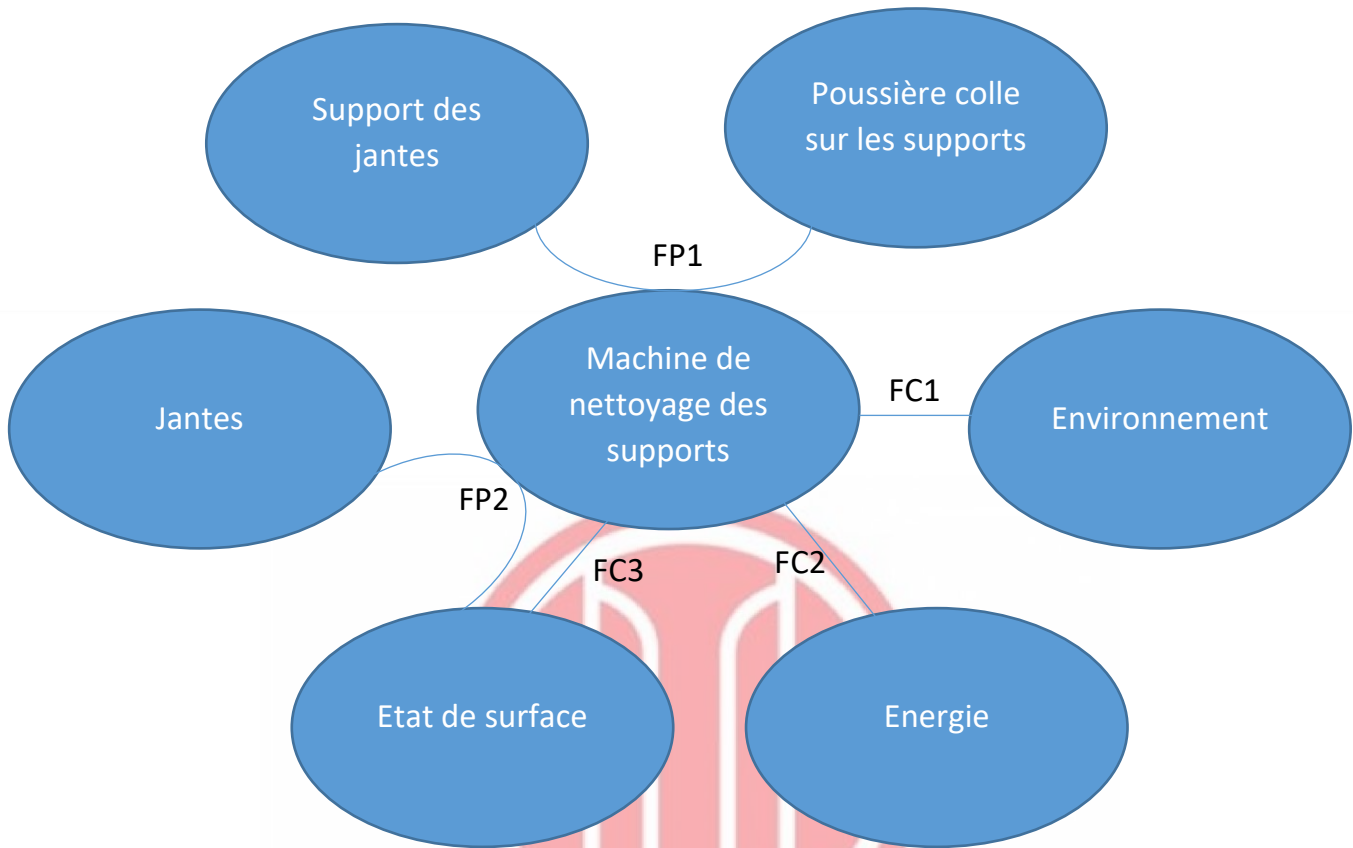 Support des
jantes
Poussière colle
sur les supports
FP1
Machine de
nettoyage des
supports
FC1
Environnement
Jantes
FP2
FC3
FC2
Etat de surface
Energie